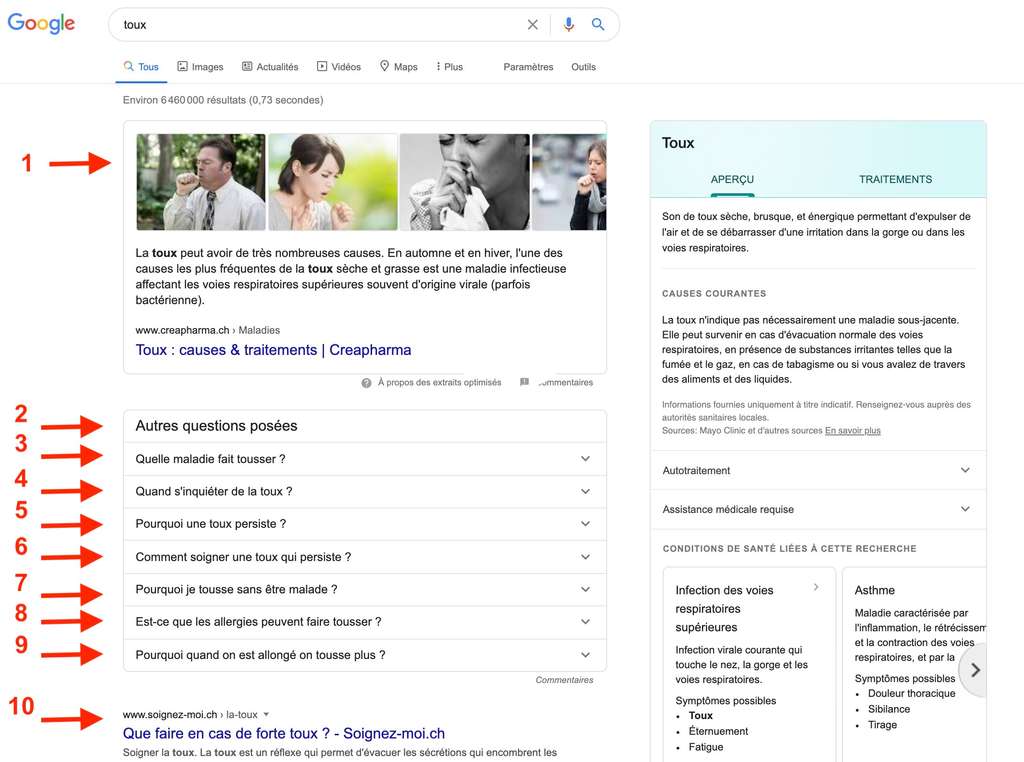 Google
toux
Tous
Images
Actualités
Vidéos
Maps
Plus
Paramètres
Outils
Environ 6 460 000 résultats (0,73 secondes)
1
La toux peut avoir de très nombreuses causes. En automne et en hiver, l'une des
causes les plus fréquentes de la toux sèche et grasse est une maladie infectieuse
affectant les voies respiratoires supérieures souvent d'origine virale (parfois
bactérienne).
www.creapharma.ch › Maladies
Toux : causes & traitements | Creapharma
À propos des extraits optimisés
2
Autres questions posées
3
Quelle maladie fait tousser ?
4
Quand s'inquiéter de la toux ?
5
Pourquoi une toux persiste ?
6
Comment soigner une toux qui persiste ?
7
Pourquoi je tousse sans être malade ?
8
Est-ce que les allergies peuvent faire tousser ?
9
Pourquoi quand on est allongé on tousse plus ?
Commentaires
10
www.soignez-moi.ch › la-toux
Que faire en cas de forte toux ? - Soignez-moi.ch
Soigner la toux. La toux est un réflexe qui permet d'évacuer les sécrétions qui encombrent les
Toux
APERÇU
TRAITEMENTS
Son de toux sèche, brusque, et énergique permettant d'expulser de
l'air et de se débarrasser d'une irritation dans la gorge ou dans les
voies respiratoires.
CAUSES COURANTES
La toux n'indique pas nécessairement une maladie sous-jacente.
Elle peut survenir en cas d'évacuation normale des voies
respiratoires, en présence de substances irritantes telles que la
fumée et le gaz, en cas de tabagisme ou si vous avalez de travers
des aliments et des liquides.
Informations fournies uniquement à titre indicatif. Renseignez-vous auprès des
autorités sanitaires locales.
Sources: Mayo Clinic et d'autres sources En savoir plus
Autotraitement
Assistance médicale requise
CONDITIONS DE SANTÉ LIÉES À CETTE RECHERCHE
Infection des voies
respiratoires
supérieures
Infection virale courante qui
touche le nez, la gorge et les
voies respiratoires.
Symptômes possibles
• Toux
• Éternuement
• Fatigue
Asthme
Maladie caractérisée par
l'inflammation, le rétrécissem
et la contraction des voies
respiratoires, et par la
Symptômes possibles
• Douleur thoracique
• Sibilance
• Tirage